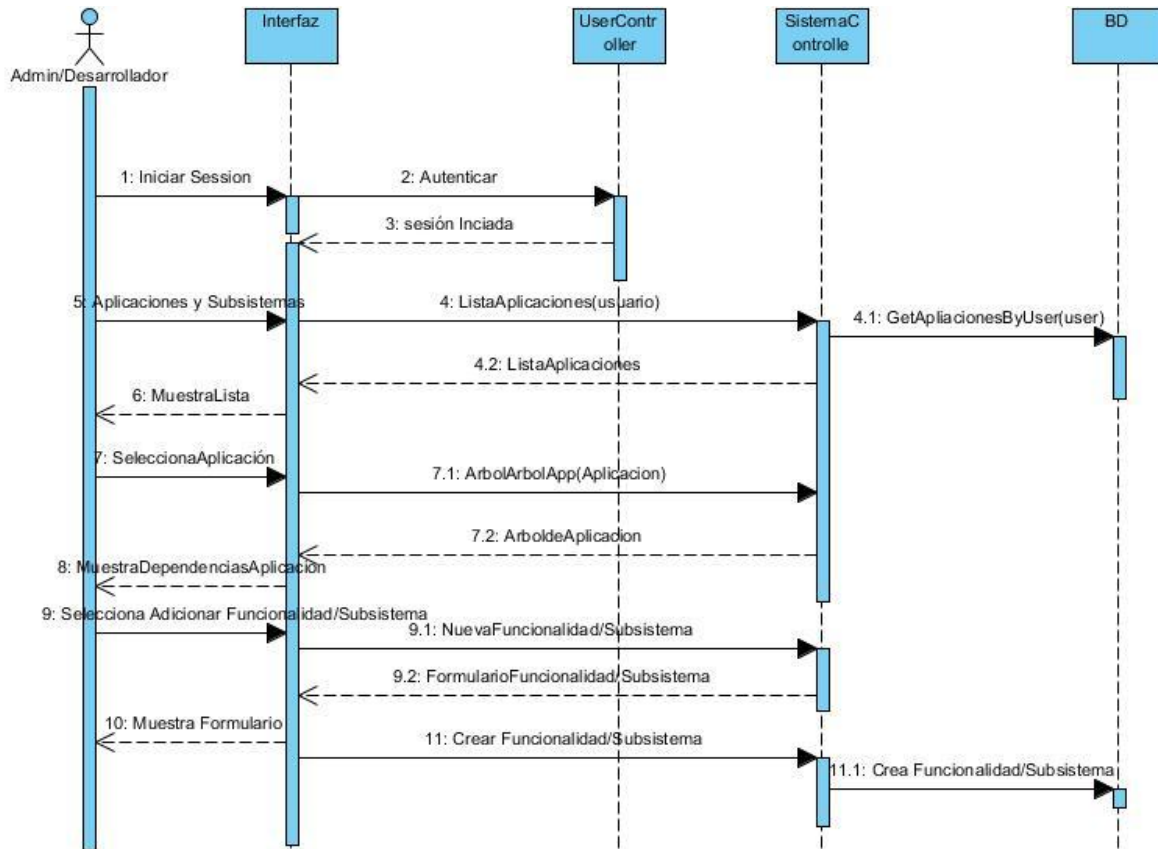 Admin/Desarrollador
Interfaz
UserContr
oller
SistemaC
ontrolle
BD
1: Iniciar Session
2: Autenticar
3: sesión Inciada
5: Aplicaciones y Subsistemas
4: ListaAplicaciones(usuario)
4.1: GetApliacionesByUser(user)
4.2: ListaAplicaciones
6: MuestraLista
7: SeleccionaAplicación
7.1: ArbolArbolApp(Aplicacion)
7.2: ArboldeAplicacion
8: MuestraDependenciasAplicación
9: Selecciona Adicionar Funcionalidad/Subsistema
9.1: NuevaFuncionalidad/Subsistema
9.2: FormularioFuncionalidad/Subsistema
10: Muestra Formulario
11: Crear Funcionalidad/Subsistema
11.1: Crea Funcionalidad/Subsistema